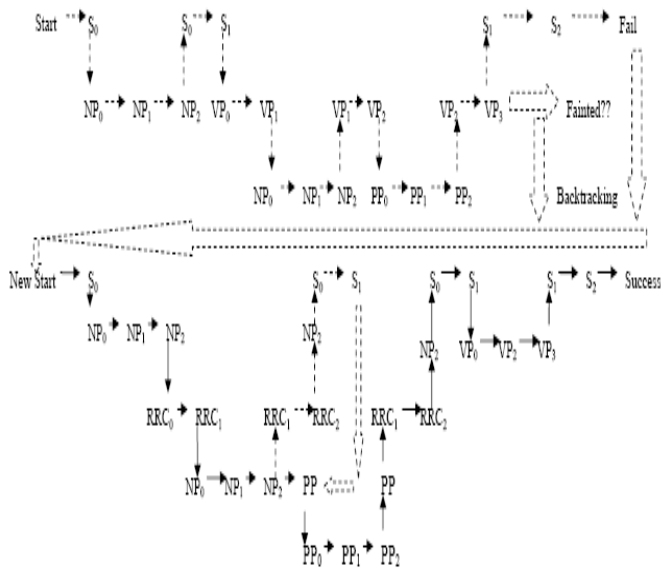 Start S₀ S₀ S₁ S₁ S₂ Fail
NP₀ NP₁ NP₂ VP₀ VP₁ VP₁ VP₂ VP₂ VP₃ Fainted??
NP₀ NP₁ NP₂ PP₀ PP₁ PP₂ Backtracking
New Start S₀ S₀ S₁ S₀ S₁ S₁ S₂ Success
NP₀ NP₁ NP₂ NP₂ NP₂ VP₀ VP₂ VP₃
RRC₀ RRC₁ RRC₁ RRC₂ RRC₁ RRC₂
NP₀ NP₁ NP₂ PP PP
PP₀ PP₁ PP₂